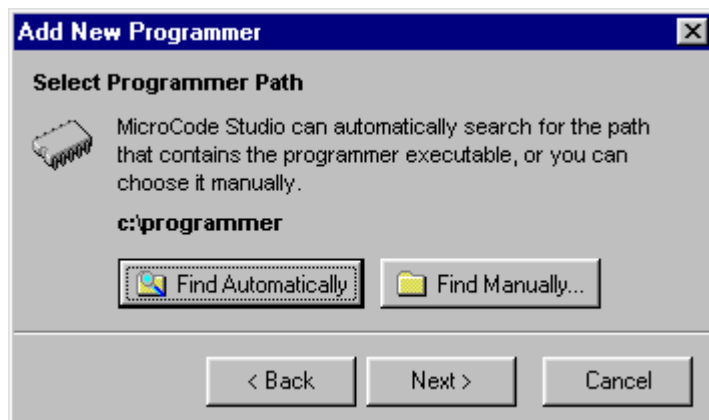 Add New Programmer
Select Programmer Path
MicroCode Studio can automatically search for the path
that contains the programmer executable, or you can
choose it manually.
c:\programmer
Find Automatically
Find Manually...
< Back
Next >
Cancel